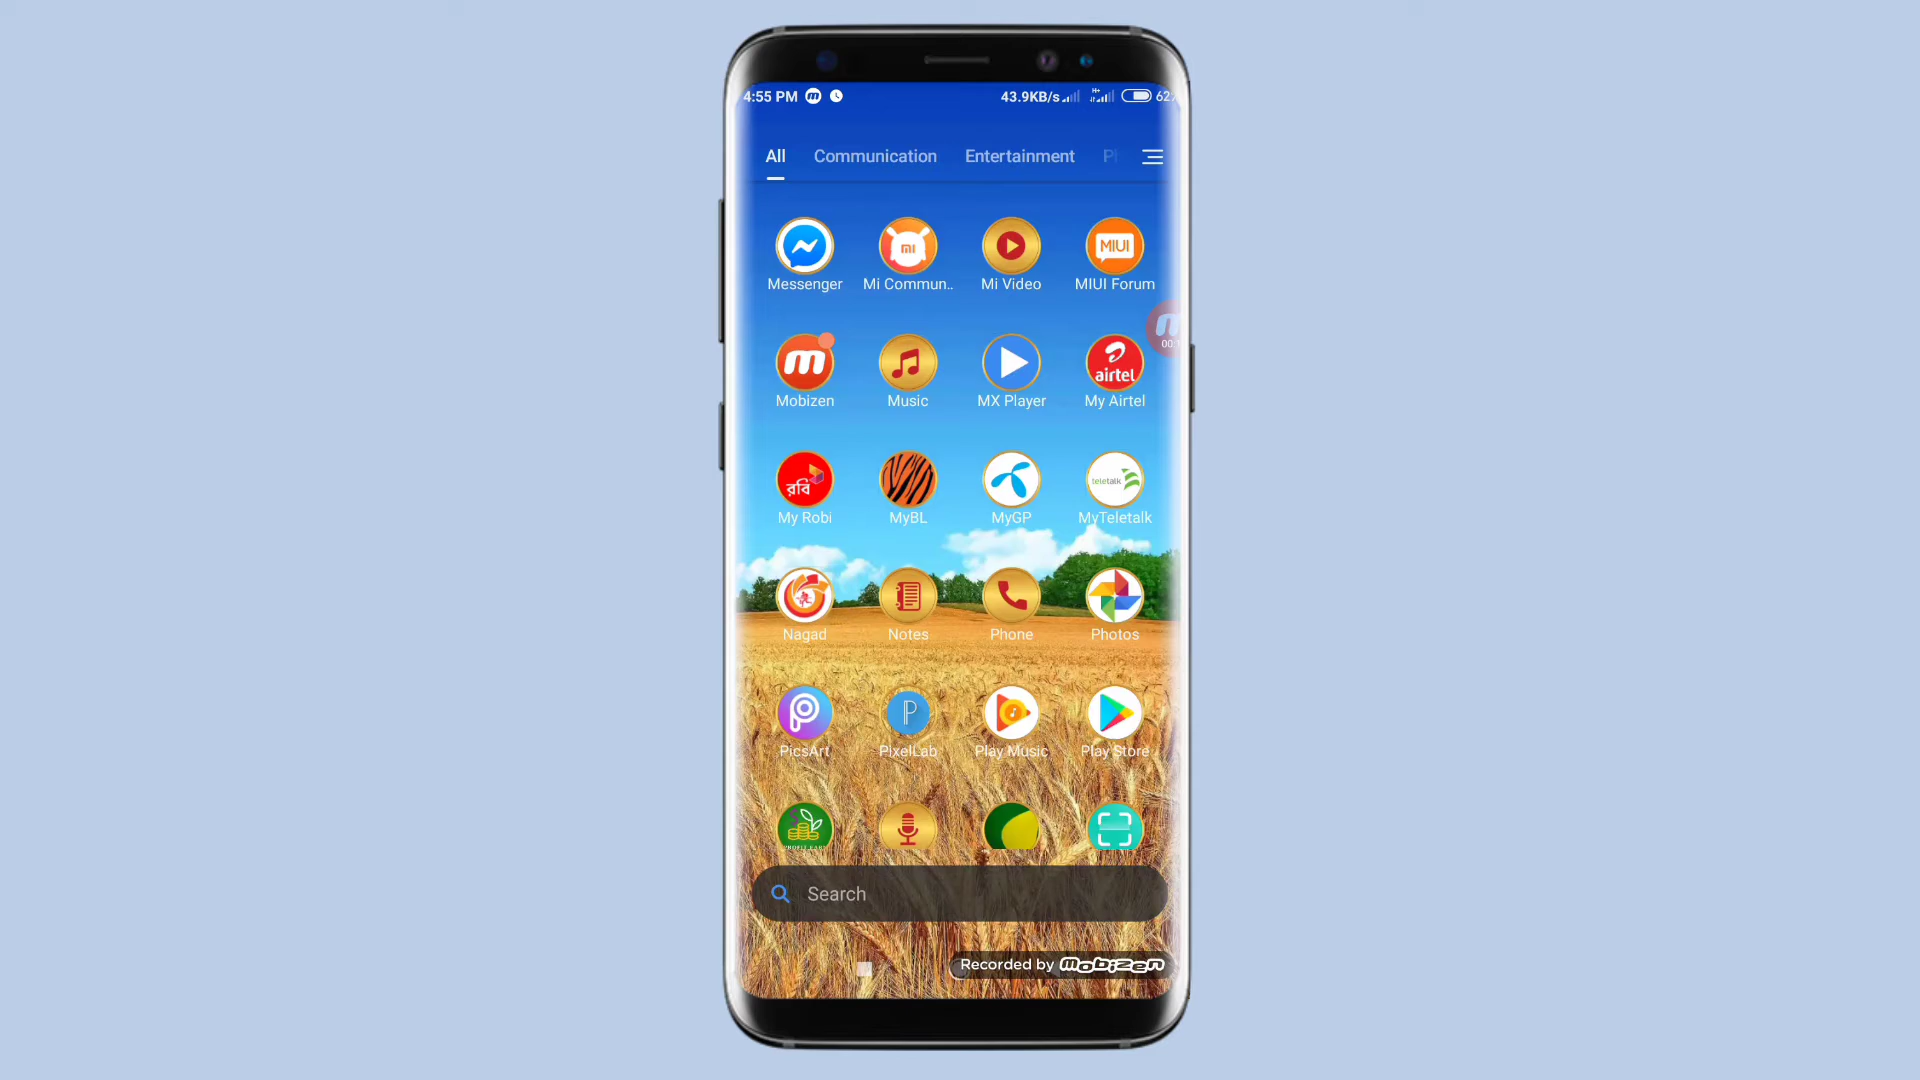 4:55 PM 43.9KB/s H+
All Communication Entertainment
MIUI
Messenger Mi Commun.. Mi Video MIUI Forum
airtel
Mobizen Music MX Player My Airtel
রবি teletalk
My Robi MyBL MyGP MyTeletalk
Nagad Notes Phone Photos
PicsArt PixelLab Play Music Play Store
Search
Recorded by mobizen